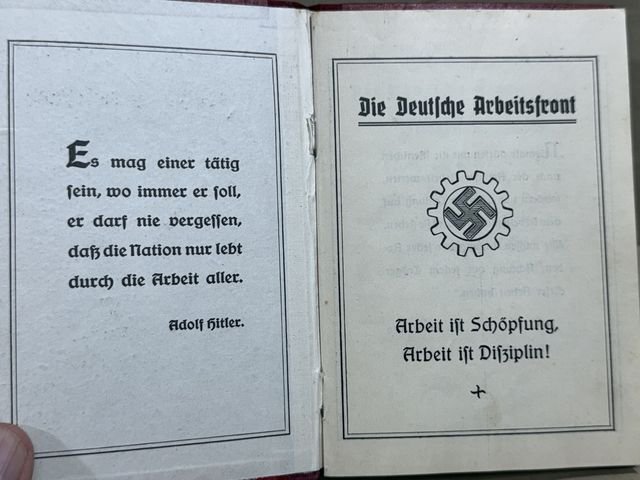 Es mag einer tätig
sein, wo immer er soll,
er darf nie vergessen,
daß die Nation nur lebt
durch die Arbeit aller.
Adolf Hitler.
Die Deutsche Arbeitsfront
Arbeit ist Schöpfung,
Arbeit ist Disziplin!